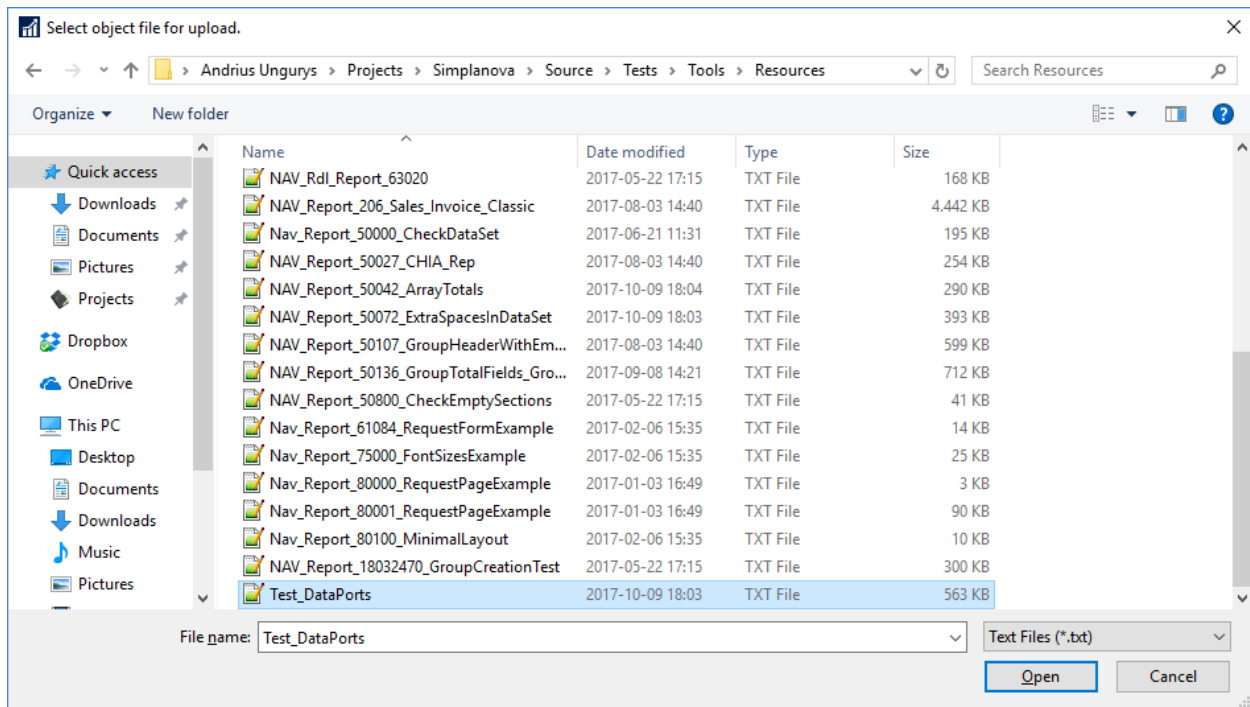 Select object file for upload.
Andrius Ungurys > Projects > Simplanova > Source > Tests > Tools > Resources
Search Resources
Organize New folder
Name Date modified Type Size
Quick access
Downloads
Documents
Pictures
Projects
Dropbox
OneDrive
This PC
Desktop
Documents
Downloads
Music
Pictures
NAV_Rdl_Report_63020 2017-05-22 17:15 TXT File 168 KB
NAV_Report_206_Sales_Invoice_Classic 2017-08-03 14:40 TXT File 4.442 KB
Nav_Report_50000_CheckDataSet 2017-06-21 11:31 TXT File 195 KB
NAV_Report_50027_CHIA_Rep 2017-08-03 14:40 TXT File 254 KB
NAV_Report_50042_ArrayTotals 2017-10-09 18:04 TXT File 290 KB
NAV_Report_50072_ExtraSpacesInDataSet 2017-10-09 18:03 TXT File 393 KB
NAV_Report_50107_GroupHeaderWithEm... 2017-08-03 14:40 TXT File 599 KB
NAV_Report_50136_GroupTotalFields_Gro... 2017-09-08 14:21 TXT File 712 KB
NAV_Report_50800_CheckEmptySections 2017-05-22 17:15 TXT File 41 KB
Nav_Report_61084_RequestFormExample 2017-02-06 15:35 TXT File 14 KB
Nav_Report_75000_FontSizesExample 2017-02-06 15:35 TXT File 25 KB
Nav_Report_80000_RequestPageExample 2017-01-03 16:49 TXT File 3 KB
Nav_Report_80001_RequestPageExample 2017-01-03 16:49 TXT File 90 KB
Nav_Report_80100_MinimalLayout 2017-02-06 15:35 TXT File 10 KB
NAV_Report_18032470_GroupCreationTest 2017-05-22 17:15 TXT File 300 KB
Test_DataPorts 2017-10-09 18:03 TXT File 563 KB
File name: Test_DataPorts Text Files (*.txt)
Open Cancel